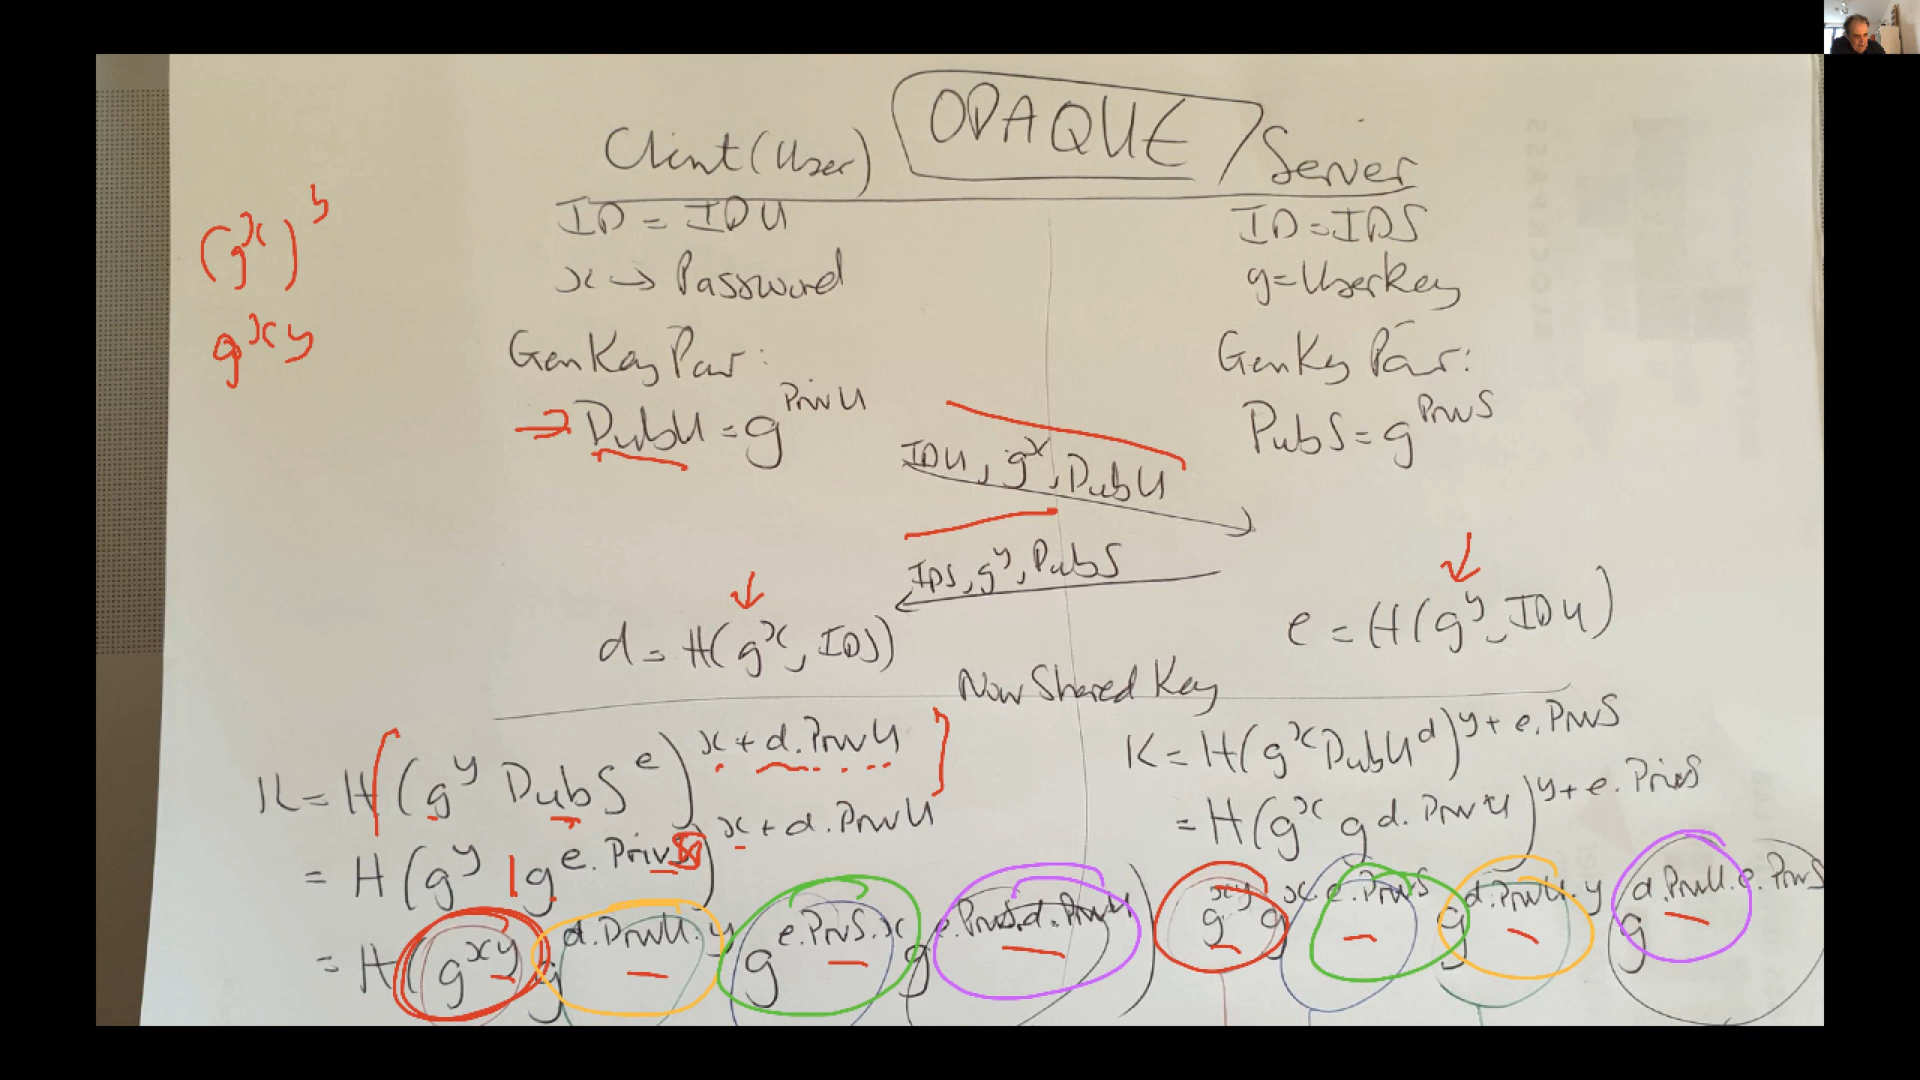 OPAQUE
Client (User) / Server
ID = IDU
x → Password
Gen Key Pair:
→ PubU = g^PrivU
ID = IDS
y = UserKey
Gen Key Pair:
PubS = g^PrivS
(g^x)^y
g^xy
IDU, g^x, PubU
IDS, g^y, PubS
d = H(g^x, IDS)
e = H(g^y, IDU)
Now Shared Key
K = H(g^y PubS^e)^x + d.PrivU
= H(g^y g^e.PrivS)^x + d.PrivU
= H(g^xy g^d.PrivU.y g^e.PrivS.x g^e.PrivS.d.PrivU)
K = H(g^x PubU^d)^y + e.PrivS
= H(g^x g^d.PrivU)^y + e.PrivS
g^xy g^x.e.PrivS g^d.PrivU.y g^d.PrivU.e.PrivS